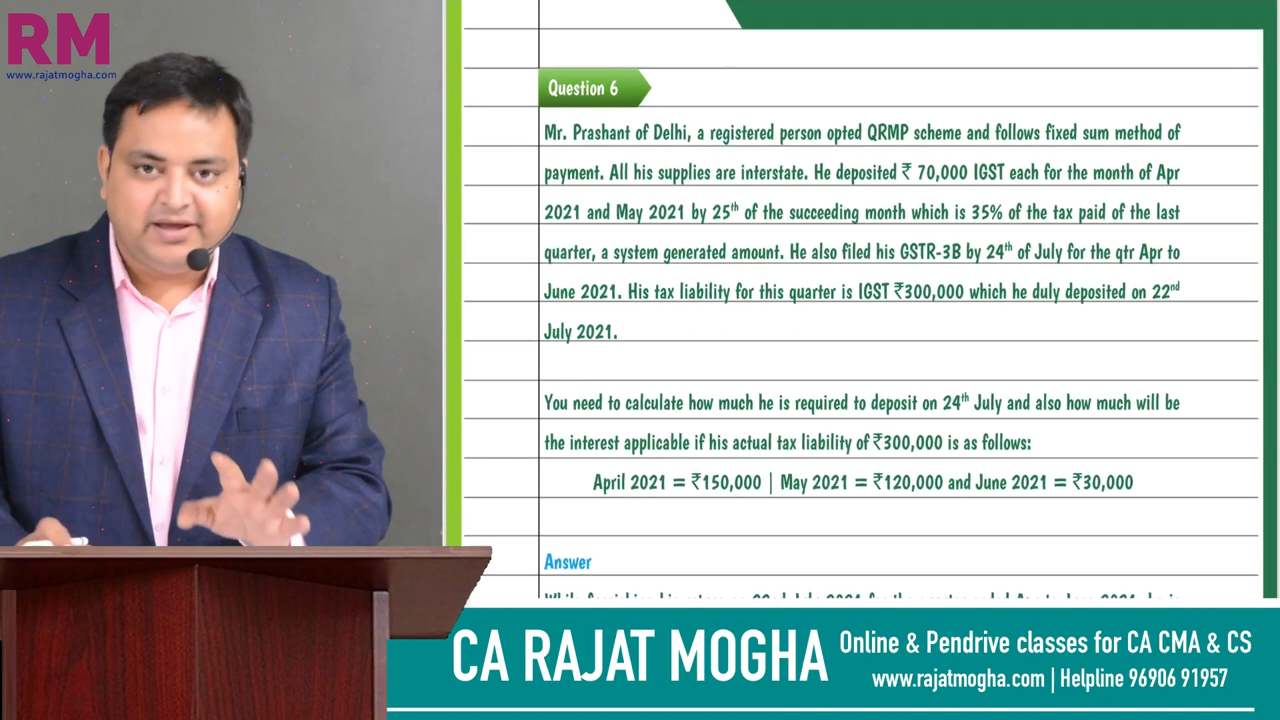 RM
www.rajatmogha.com
Question 6
Mr. Prashant of Delhi, a registered person opted QRMP scheme and follows fixed sum method of
payment. All his supplies are interstate. He deposited ₹ 70,000 IGST each for the month of Apr
2021 and May 2021 by 25th of the succeeding month which is 35% of the tax paid of the last
quarter, a system generated amount. He also filed his GSTR-3B by 24th of July for the qtr Apr to
June 2021. His tax liability for this quarter is IGST ₹300,000 which he duly deposited on 22nd
July 2021.
You need to calculate how much he is required to deposit on 24th July and also how much will be
the interest applicable if his actual tax liability of ₹300,000 is as follows:
April 2021 = ₹150,000 | May 2021 = ₹120,000 and June 2021 = ₹30,000
Answer
CA RAJAT MOGHA
Online & Pendrive classes for CA CMA & CS
www.rajatmogha.com | Helpline 96906 91957